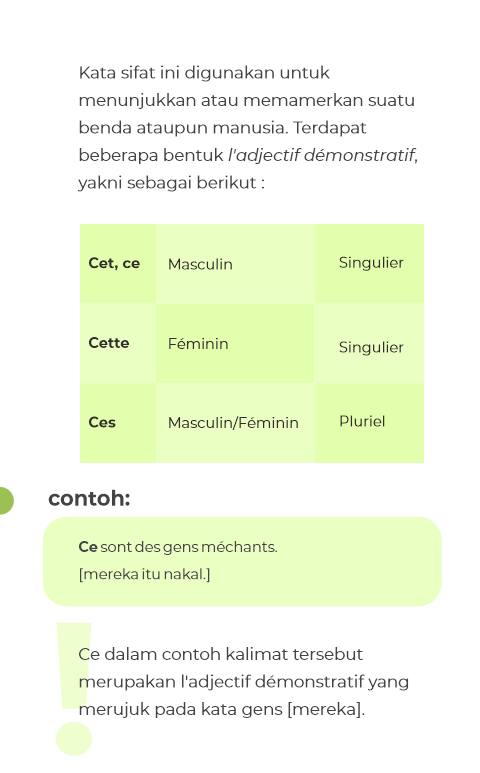 Kata sifat ini digunakan untuk
menunjukkan atau memamerkan suatu
benda ataupun manusia. Terdapat
beberapa bentuk l'adjectif démonstratif,
yakni sebagai berikut :
Cet, ce Masculin Singulier
Cette Féminin Singulier
Ces Masculin/Féminin Pluriel
contoh:
Ce sont des gens méchants.
[mereka itu nakal.]
!
Ce dalam contoh kalimat tersebut
merupakan l'adjectif démonstratif yang
merujuk pada kata gens [mereka].